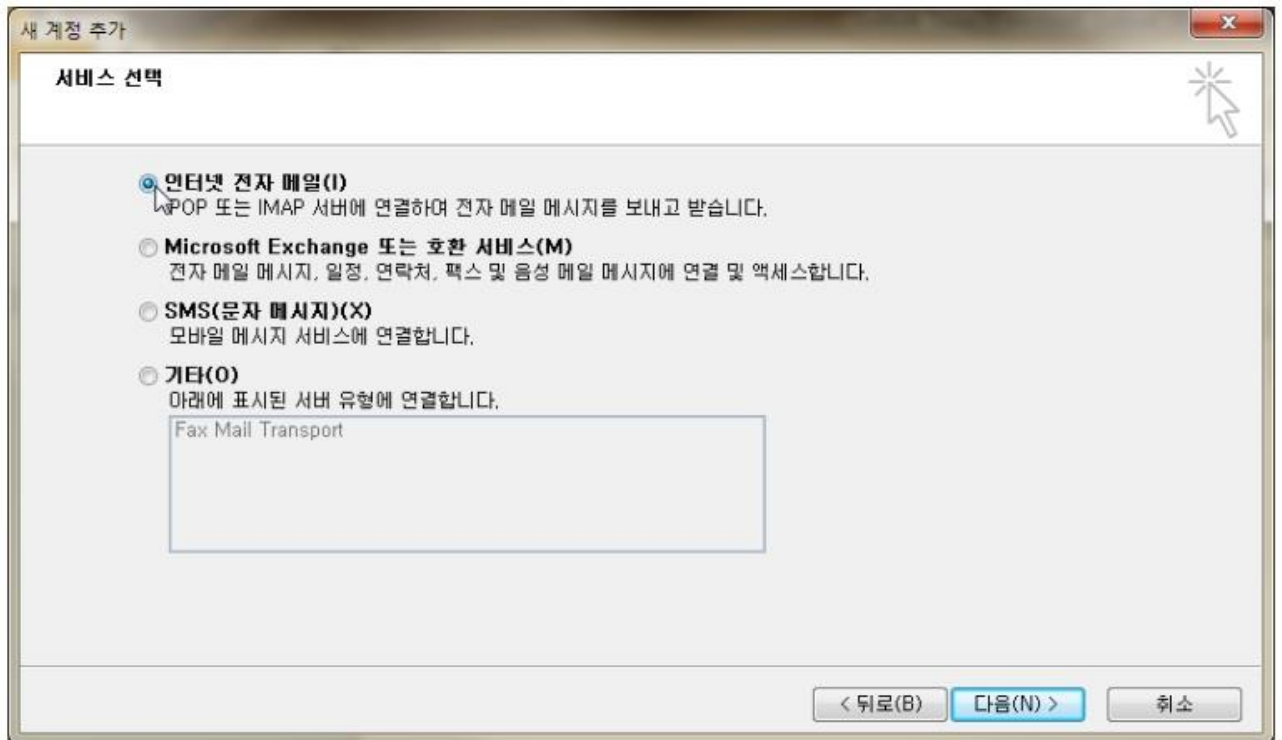 새 계정 추가
서비스 선택
인터넷 전자 메일(I)
POP 또는 IMAP 서버에 연결하여 전자 메일 메시지를 보내고 받습니다.
Microsoft Exchange 또는 호환 서비스(M)
전자 메일 메시지, 일정, 연락처, 팩스 및 음성 메일 메시지에 연결 및 액세스합니다.
SMS(문자 메시지)(X)
모바일 메시지 서비스에 연결합니다.
기타(O)
아래에 표시된 서버 유형에 연결합니다.
Fax Mail Transport
< 뒤로(B) 다음(N) > 취소